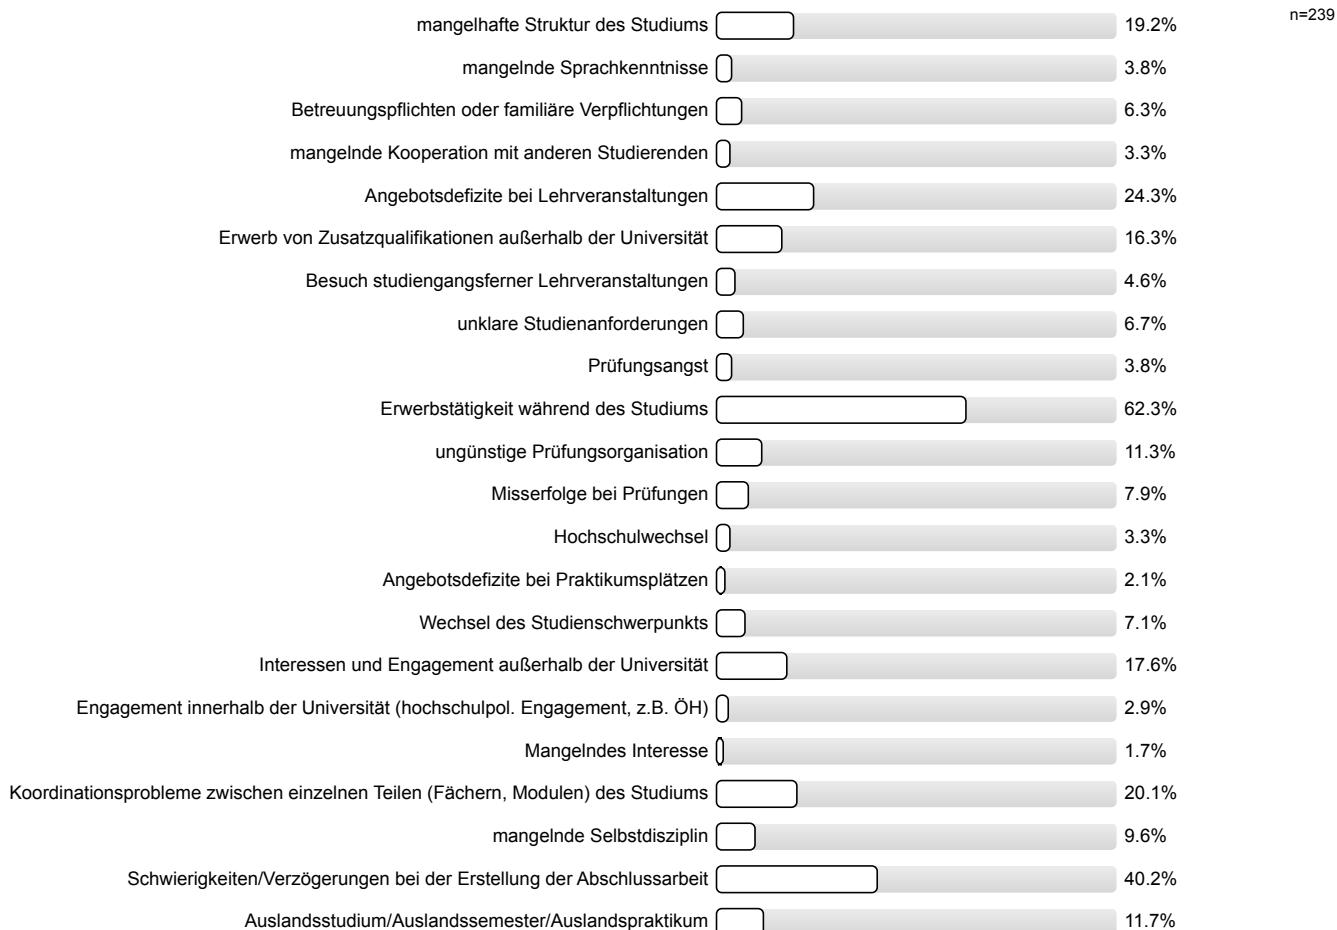 n=239
mangelhafte Struktur des Studiums 19.2%
mangelnde Sprachkenntnisse 3.8%
Betreuungspflichten oder familiäre Verpflichtungen 6.3%
mangelnde Kooperation mit anderen Studierenden 3.3%
Angebotsdefizite bei Lehrveranstaltungen 24.3%
Erwerb von Zusatzqualifikationen außerhalb der Universität 16.3%
Besuch studiengangsferner Lehrveranstaltungen 4.6%
unklare Studienanforderungen 6.7%
Prüfungsangst 3.8%
Erwerbstätigkeit während des Studiums 62.3%
ungünstige Prüfungsorganisation 11.3%
Misserfolge bei Prüfungen 7.9%
Hochschulwechsel 3.3%
Angebotsdefizite bei Praktikumsplätzen 2.1%
Wechsel des Studienschwerpunkts 7.1%
Interessen und Engagement außerhalb der Universität 17.6%
Engagement innerhalb der Universität (hochschulpol. Engagement, z.B. ÖH) 2.9%
Mangelndes Interesse 1.7%
Koordinationsprobleme zwischen einzelnen Teilen (Fächern, Modulen) des Studiums 20.1%
mangelnde Selbstdisziplin 9.6%
Schwierigkeiten/Verzögerungen bei der Erstellung der Abschlussarbeit 40.2%
Auslandsstudium/Auslandssemester/Auslandspraktikum 11.7%